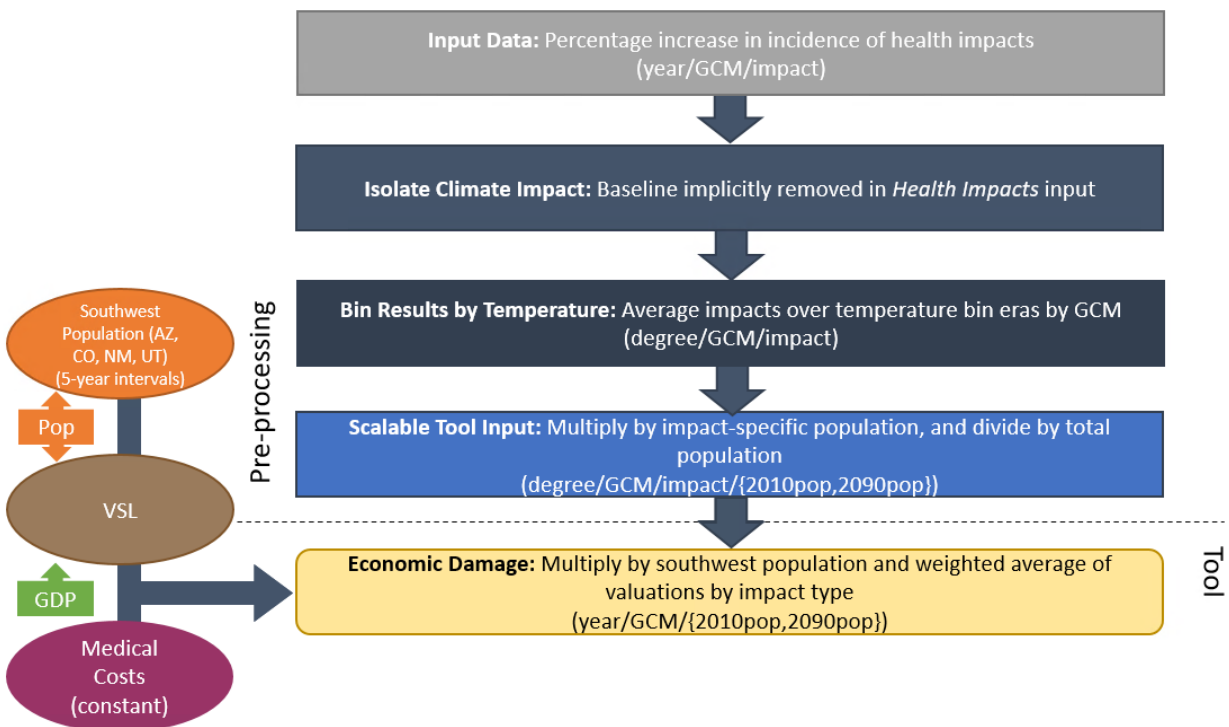 Input Data: Percentage increase in incidence of health impacts
(year/GCM/impact)
Isolate Climate Impact: Baseline implicitly removed in Health Impacts input
Bin Results by Temperature: Average impacts over temperature bin eras by GCM
(degree/GCM/impact)
Scalable Tool Input: Multiply by impact-specific population, and divide by total
population
(degree/GCM/impact/{2010pop,2090pop})
Economic Damage: Multiply by southwest population and weighted average of
valuations by impact type
(year/GCM/{2010pop,2090pop})
Pre-processing
Tool
Southwest
Population (AZ,
CO, NM, UT)
(5-year intervals)
Pop
VSL
GDP
Medical
Costs
(constant)